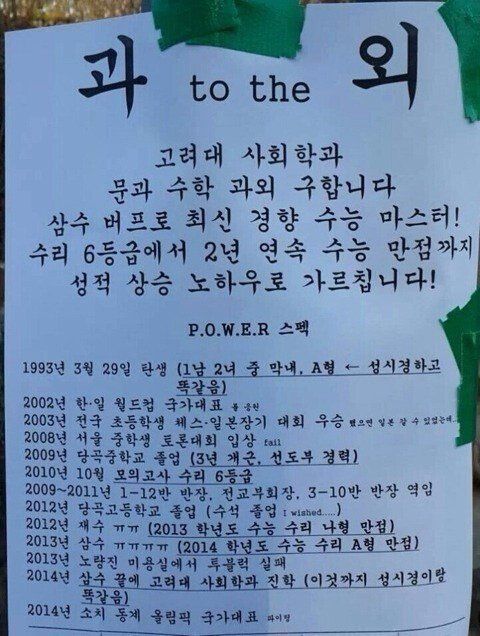 과 to the 외
고려대 사회학과
문과 수학 과외 구합니다
삼수 버프로 최신 경향 수능 마스터!
수리 6등급에서 2년 연속 수능 만점까지
성적 상승 노하우로 가르칩니다!
P.O.W.E.R 스펙
1993년 3월 29일 탄생 (1남 2녀 중 막내, A형 ← 성시경하고
똑같음)
2002년 한·일 월드컵 국가대표 볼 응원
2003년 전국 초등학생 체스·일본장기 대회 우승 했으면 일본 갈 수 있었는데..
2008년 서울 중학생 토론대회 입상 fail
2009년 당곡중학교 졸업 (3년 개근, 선도부 경력)
2010년 10월 모의고사 수리 6등급
2009~2011년 1-12반 반장, 전교부회장, 3-10반 반장 역임
2012년 당곡고등학교 졸업 (수석 졸업 I wished.....)
2012년 재수 ㅠㅠ (2013 학년도 수능 수리 나형 만점)
2013년 삼수 ㅠㅠㅠㅠ (2014 학년도 수능 수리 A형 만점)
2013년 노량진 미용실에서 투블럭 실패
2014년 삼수 끝에 고려대 사회학과 진학 (이것까지 성시경이랑
똑같음)
2014년 소치 동계 올림픽 국가대표 파이팅